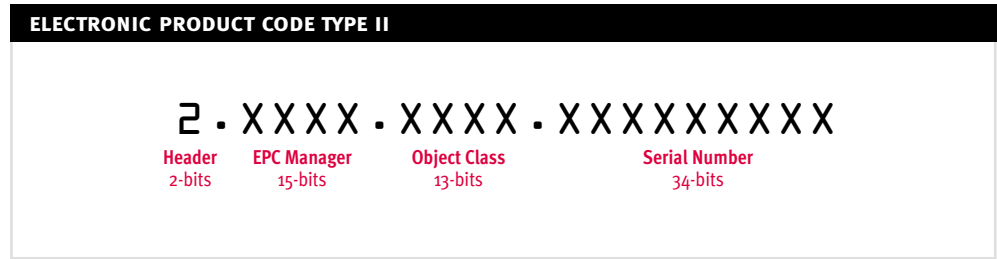 ELECTRONIC PRODUCT CODE TYPE II
2 . XXXX . XXXX . XXXXXXXXX
Header EPC Manager Object Class Serial Number
2-bits 15-bits 13-bits 34-bits